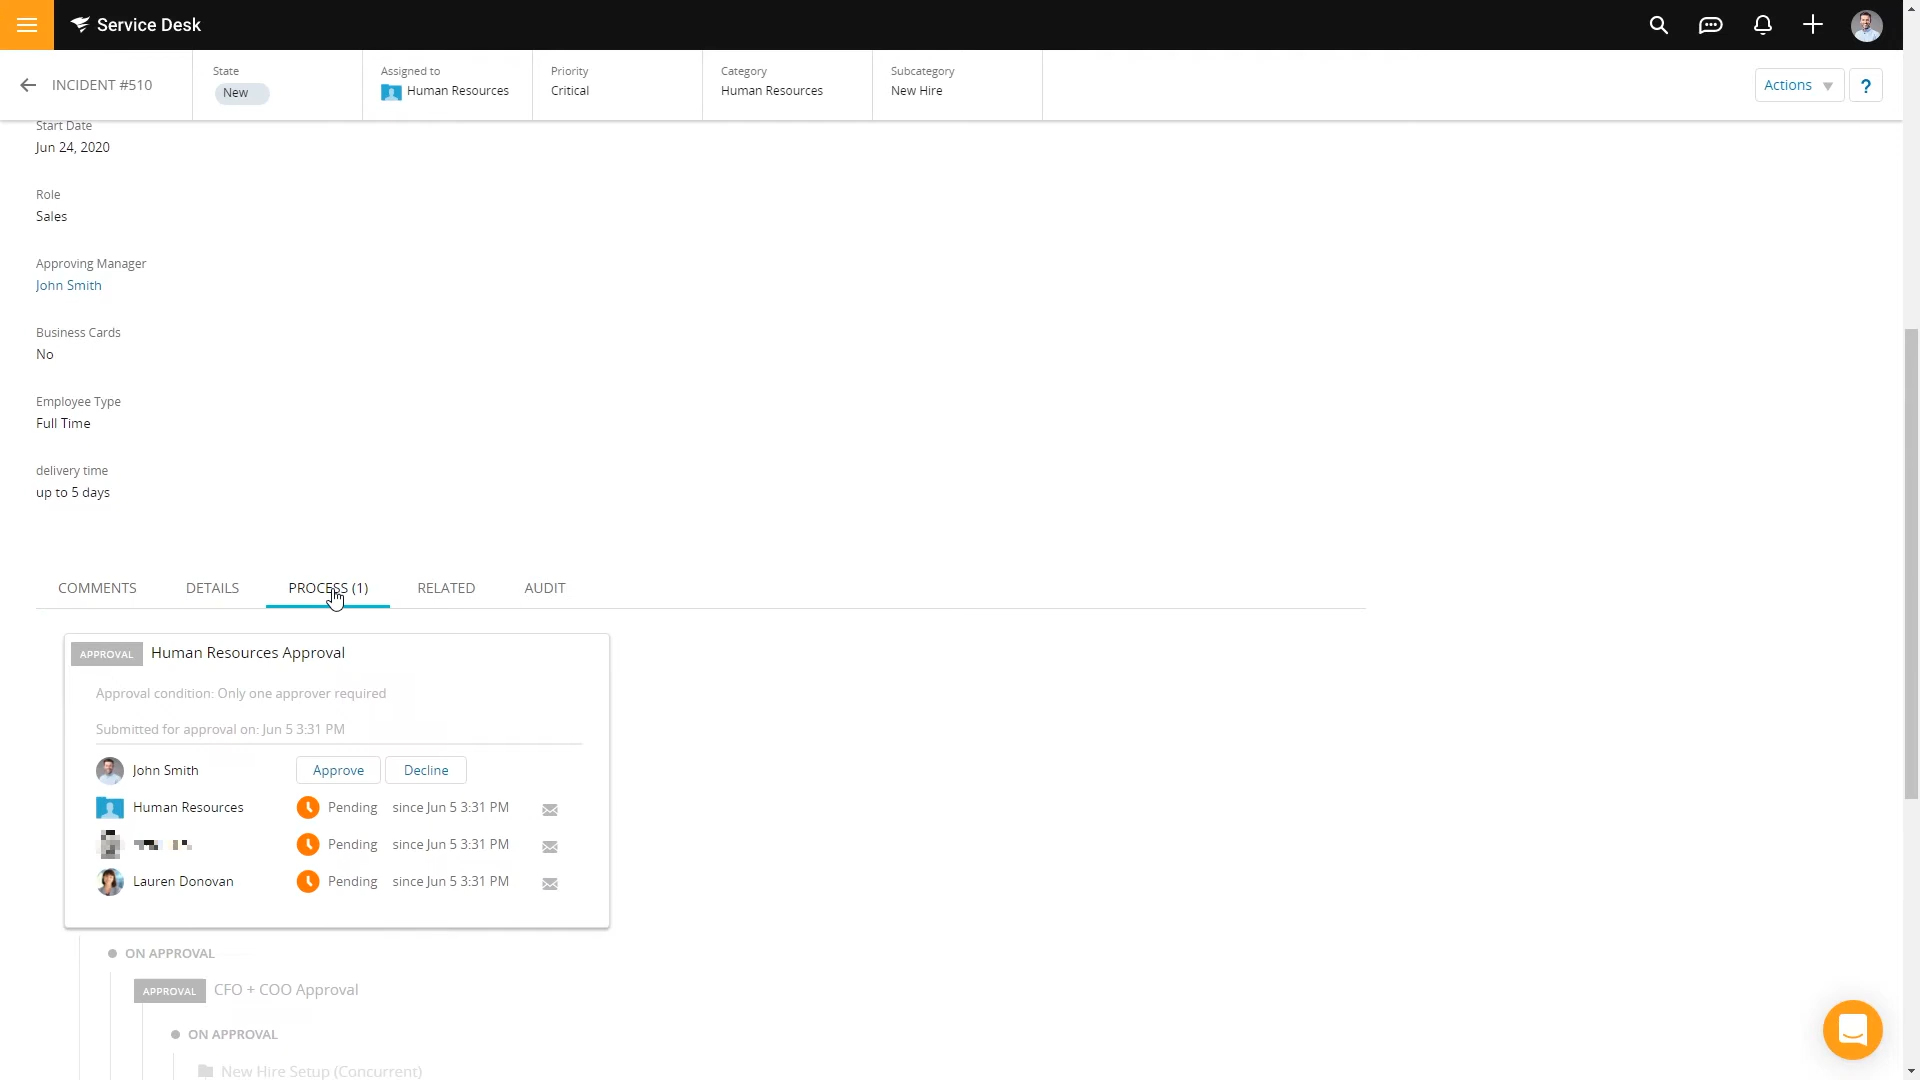 Service Desk
INCIDENT #510
State
New
Assigned to
Human Resources
Priority
Critical
Category
Human Resources
Subcategory
New Hire
Actions
?
Start Date
Jun 24, 2020
Role
Sales
Approving Manager
John Smith
Business Cards
No
Employee Type
Full Time
delivery time
up to 5 days
COMMENTS DETAILS PROCESS (1) RELATED AUDIT
APPROVAL Human Resources Approval
Approval condition: Only one approver required
Submitted for approval on: Jun 5 3:31 PM
John Smith Approve Decline
Human Resources Pending since Jun 5 3:31 PM
Pending since Jun 5 3:31 PM
Lauren Donovan Pending since Jun 5 3:31 PM
ON APPROVAL
APPROVAL CFO + COO Approval
ON APPROVAL
New Hire Setup (Concurrent)